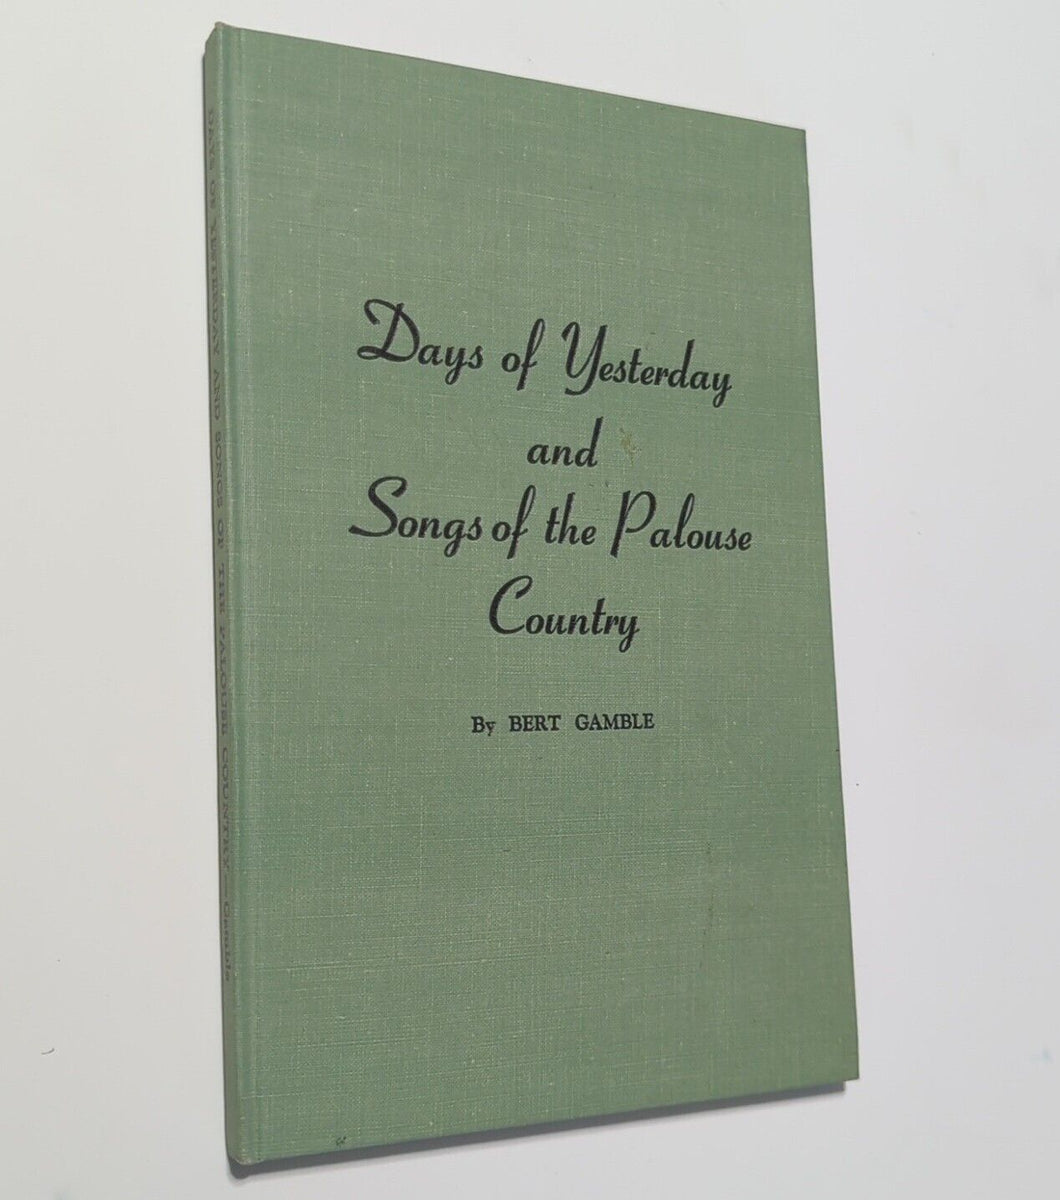 Days of Yesterday
and
Songs of the Palouse
Country
By BERT GAMBLE
DAYS OF YESTERDAY AND SONGS OF THE PALOUSE COUNTRY—Gamble